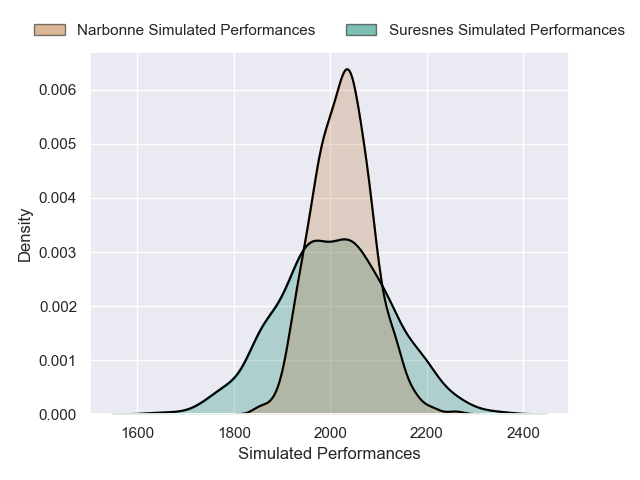 Narbonne Simulated Performances Suresnes Simulated Performances
0.006
0.005
0.004
0.003
0.002
0.001
0.000
Density
1600 1800 2000 2200 2400
Simulated Performances